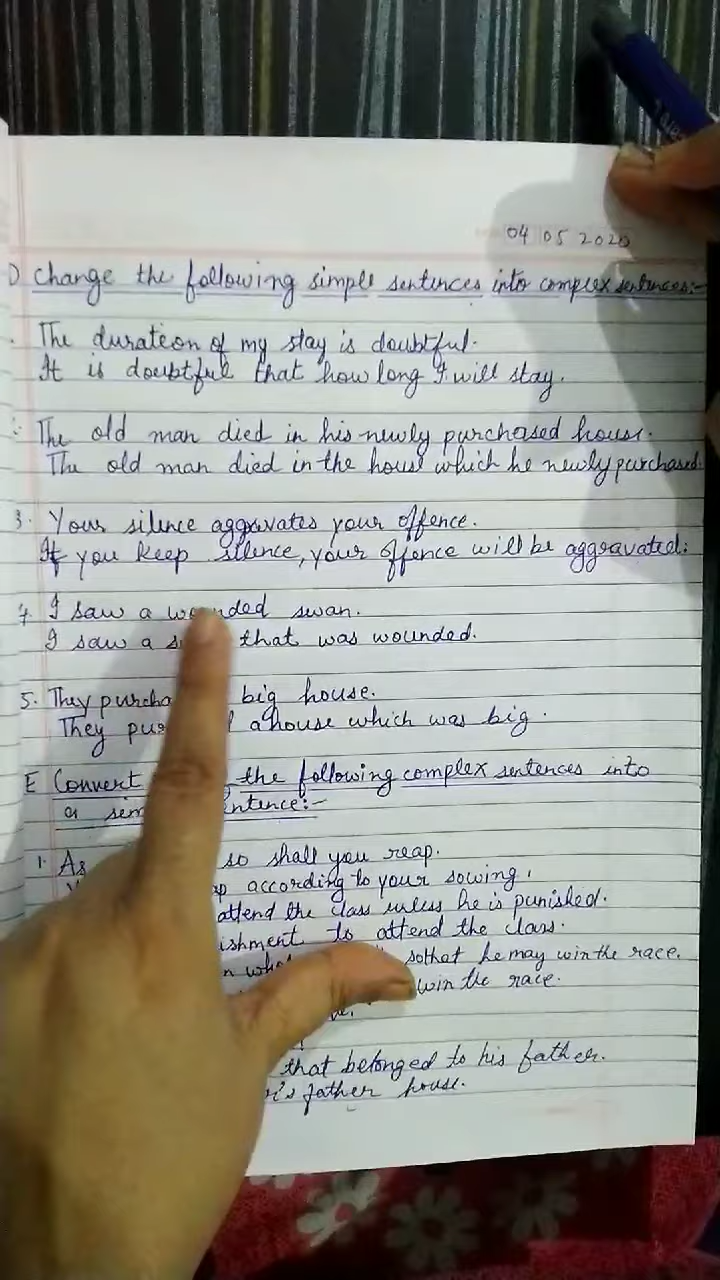 04 05 2020
D Change the following simple sentences into complex sentences:-
The duration of my stay is doubtful.
It is doubtful that how long I will stay.
The old man died in his newly purchased house.
The old man died in the house which he newly purchased.
3. Your silence aggravates your offence.
If you keep silence, your offence will be aggravated.
4. I saw a wounded swan.
I saw a that was wounded.
5. They big house.
They a house which was big.
E Convert the following complex sentences into
a
1. As so shall you reap.
according to your sowing.
attend the class unless he is punished.
to attend the class.
so that he may win the race.
win the race.
that belonged to his father.
father house.